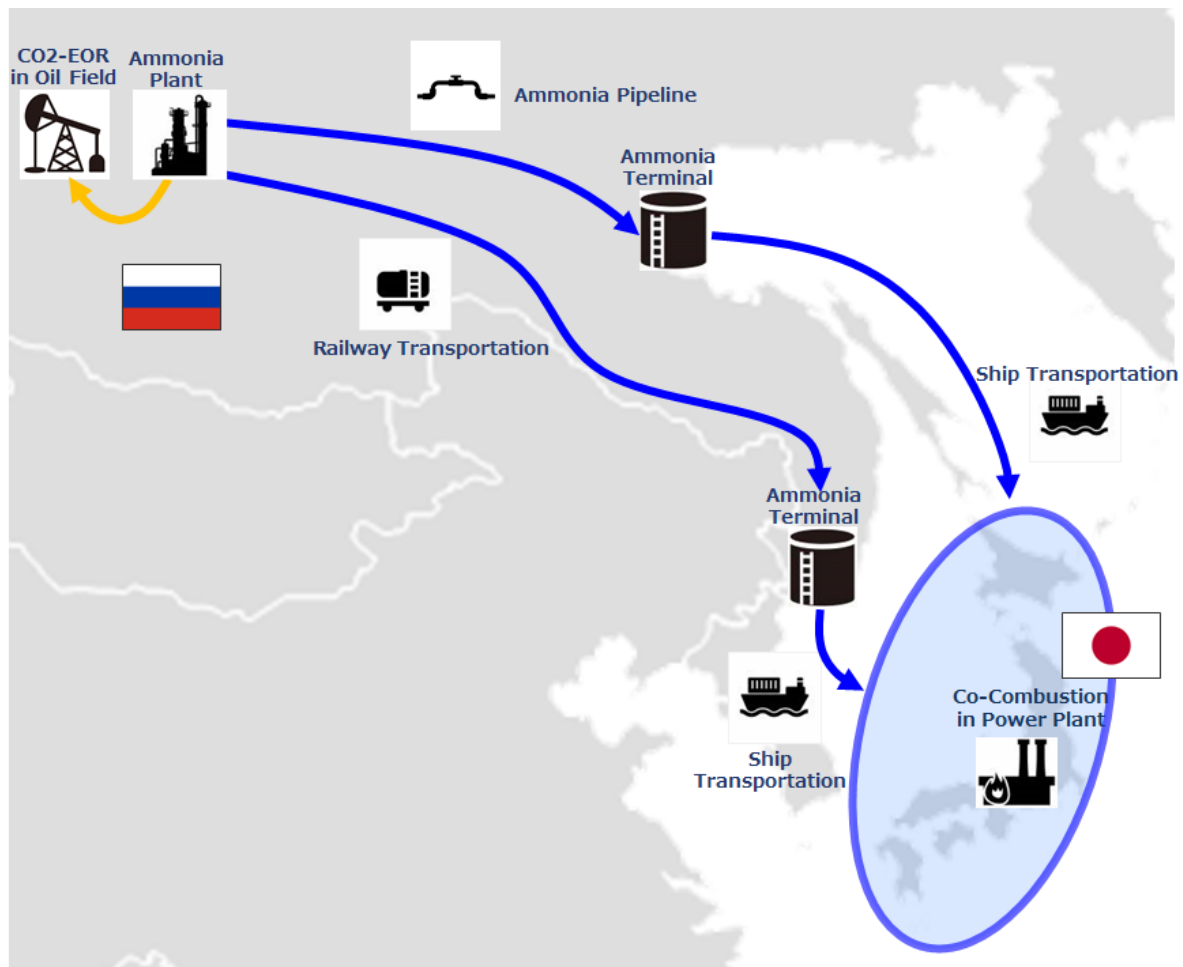 CO2-EOR
in Oil Field
Ammonia
Plant
Ammonia Pipeline
Ammonia
Terminal
Railway Transportation
Ship Transportation
Ammonia
Terminal
Co-Combustion
in Power Plant
Ship
Transportation